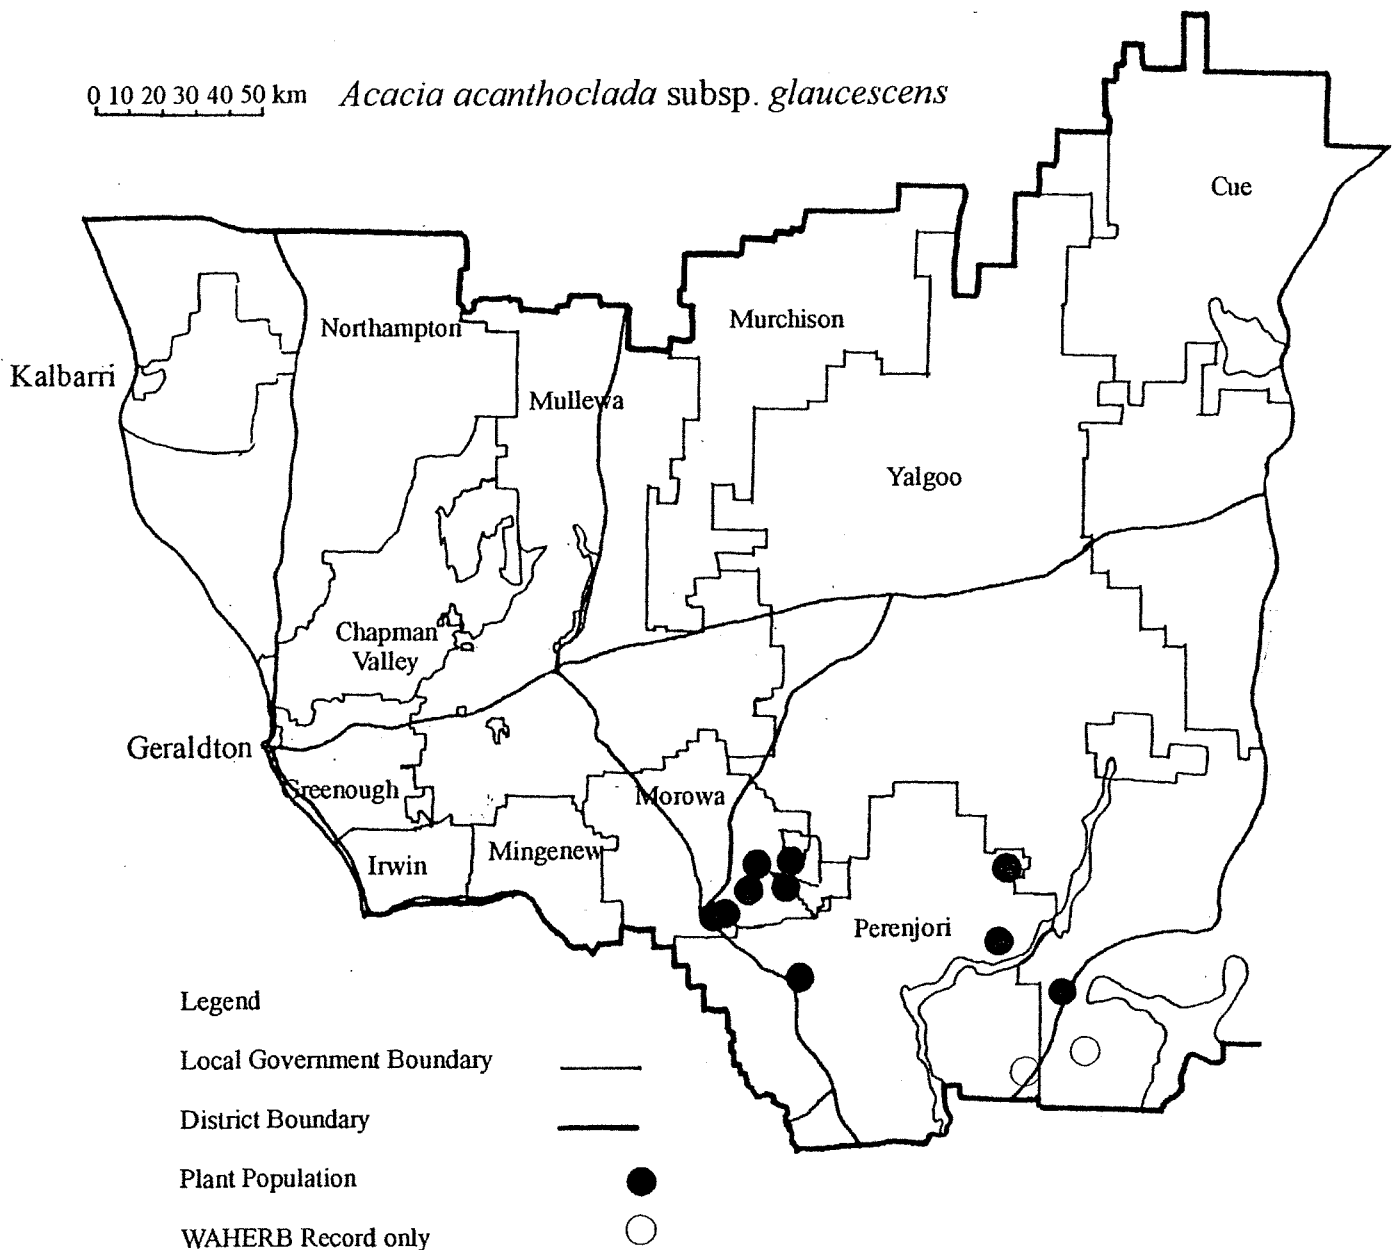 0 10 20 30 40 50 km
Acacia acanthoclada subsp. glaucescens
Cue
Northampton
Murchison
Kalbarri
Mullewa
Yalgoo
Chapman
Valley
Geraldton
Greenough
Morowa
Irwin
Mingenew
Perenjori
Legend
Local Government Boundary
District Boundary
Plant Population
WAHERB Record only